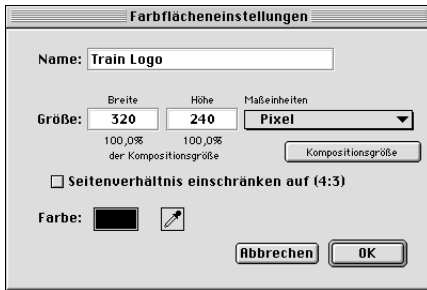 Farbflächeneinstellungen
Name: Train Logo
Breite Höhe Maßeinheiten
Größe: 320 240 Pixel
100,0% 100,0%
der Kompositionsgröße Kompositionsgröße
Seitenverhältnis einschränken auf (4:3)
Farbe:
Abbrechen OK